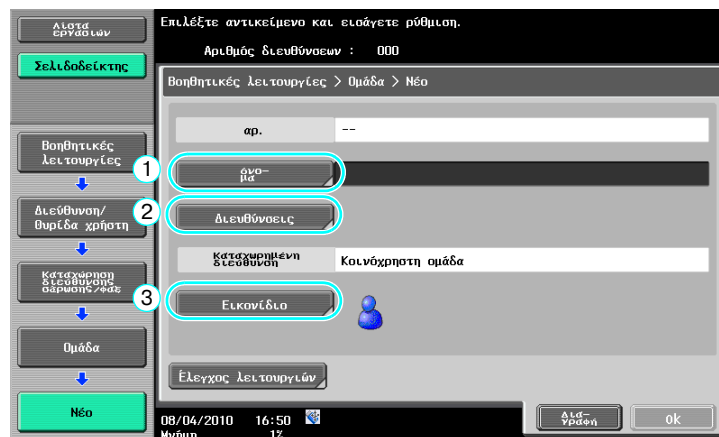 Λίστα
εργασιών
Επιλέξτε αντικείμενο και εισάγετε ρύθμιση.
Αριθμός διευθύνσεων : 000
Σελιδοδείκτης
Βοηθητικές λειτουργίες > Ομάδα > Νέο
αρ. --
Βοηθητικές
λειτουργίες
1
όνο-
μα
Διεύθυνση/
θυρίδα χρήστη
2
Διευθύνσεις
Καταχωρημένη
διεύθυνση
Κοινόχρηστη ομάδα
Καταχώρηση
διεύθυνσης
σάρωσης/φαξ
3
Εικονίδιο
Ομάδα
Έλεγχος λειτουργιών
Νέο
08/04/2010 16:50
Μνήμη 1%
Δια-
γραφή
ok